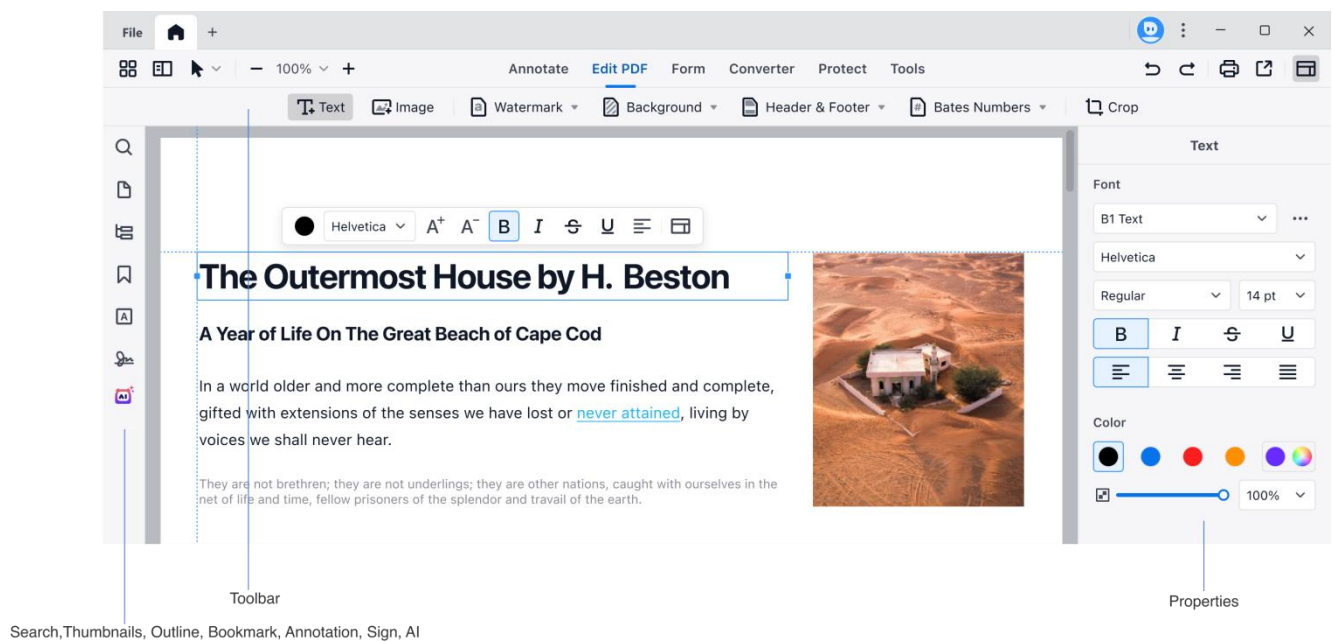 File
100%
Annotate Edit PDF Form Converter Protect Tools
Text Image Watermark Background Header & Footer Bates Numbers Crop
Text
Font
B1 Text
Helvetica
Regular 14 pt
B I S U
Color
100%
Helvetica A+ A- B I S U
The Outermost House by H. Beston
A Year of Life On The Great Beach of Cape Cod
In a world older and more complete than ours they move finished and complete,
gifted with extensions of the senses we have lost or never attained, living by
voices we shall never hear.
They are not brethren; they are not underlings; they are other nations, caught with ourselves in the
net of life and time, fellow prisoners of the splendor and travail of the earth.
A
AI
Toolbar
Properties
Search,Thumbnails, Outline, Bookmark, Annotation, Sign, AI